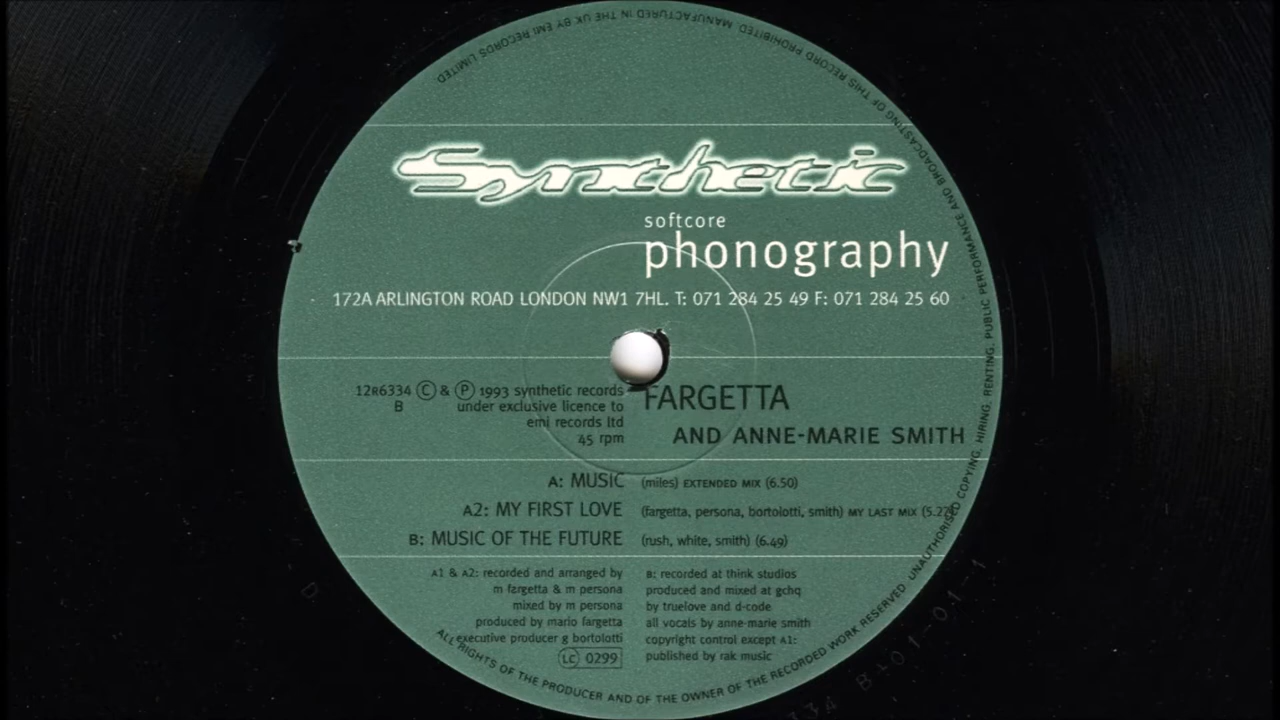 Synthetic
softcore
phonography
172A ARLINGTON ROAD LONDON NW1 7HL. T: 071 284 25 49 F: 071 284 25 60
12R6334 Ⓒ & Ⓟ 1993 synthetic records
B under exclusive licence to
emi records ltd
45 rpm
FARGETTA
AND ANNE-MARIE SMITH
A: MUSIC (miles) EXTENDED MIX (6.50)
A2: MY FIRST LOVE (fargetta, persona, bortolotti, smith) MY LAST MIX (5.27)
B: MUSIC OF THE FUTURE (rush, white, smith) (6.49)
A1 & A2: recorded and arranged by
m fargetta & m persona
mixed by m persona
produced by mario fargetta
executive producer g bortolotti
LC 0299
B: recorded at think studios
produced and mixed at gchq
by truelove and d-code
all vocals by anne-marie smith
copyright control except A1:
published by rak music
ALL RIGHTS OF THE PRODUCER AND OF THE OWNER OF THE RECORDED WORK RESERVED. UNAUTHORISED COPYING, HIRING, RENTING, PUBLIC PERFORMANCE AND BROADCASTING OF THIS RECORD PROHIBITED. MANUFACTURED IN THE UK BY EMI RECORDS LIMITED